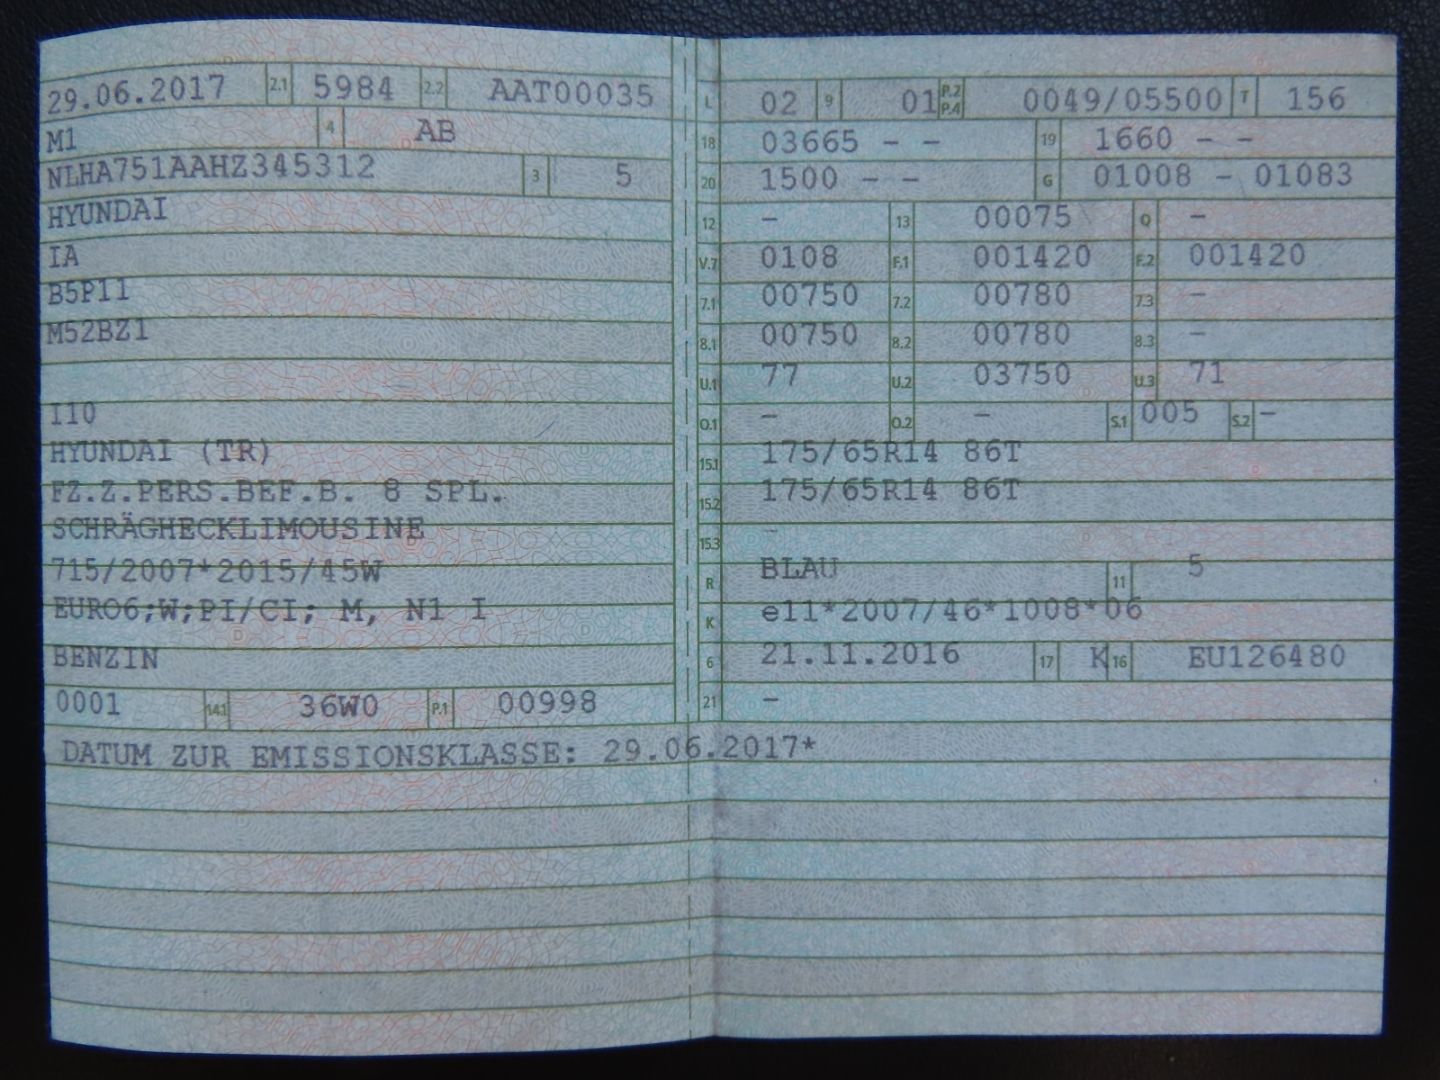 29.06.2017 2.1 5984 2.2 AAT00035
M1 4 AB
NLHA751AAHZ345312 3 5
HYUNDAI
IA
B5P11
M52BZ1
I10
HYUNDAI (TR)
FZ.Z.PERS.BEF.B. 8 SPL.
SCHRÄGHECKLIMOUSINE
715/2007*2015/45W
EURO6;W;PI/CI; M, N1 I
BENZIN
0001 14.1 36W0 P.1 00998
L 02 9 01 P.2 P.4 0049/05500 T 156
18 03665 - - 19 1660 - -
20 1500 - - G 01008 - 01083
12 - 13 00075 Q -
V.7 0108 F.1 001420 F.2 001420
7.1 00750 7.2 00780 7.3 -
8.1 00750 8.2 00780 8.3 -
U.1 77 U.2 03750 U.3 71
O.1 - O.2 - S.1 005 S.2 -
15.1 175/65R14 86T
15.2 175/65R14 86T
15.3 -
R BLAU 11 5
K e11*2007/46*1008*06
6 21.11.2016 17 K 16 EU126480
21 -
DATUM ZUR EMISSIONSKLASSE: 29.06.2017*